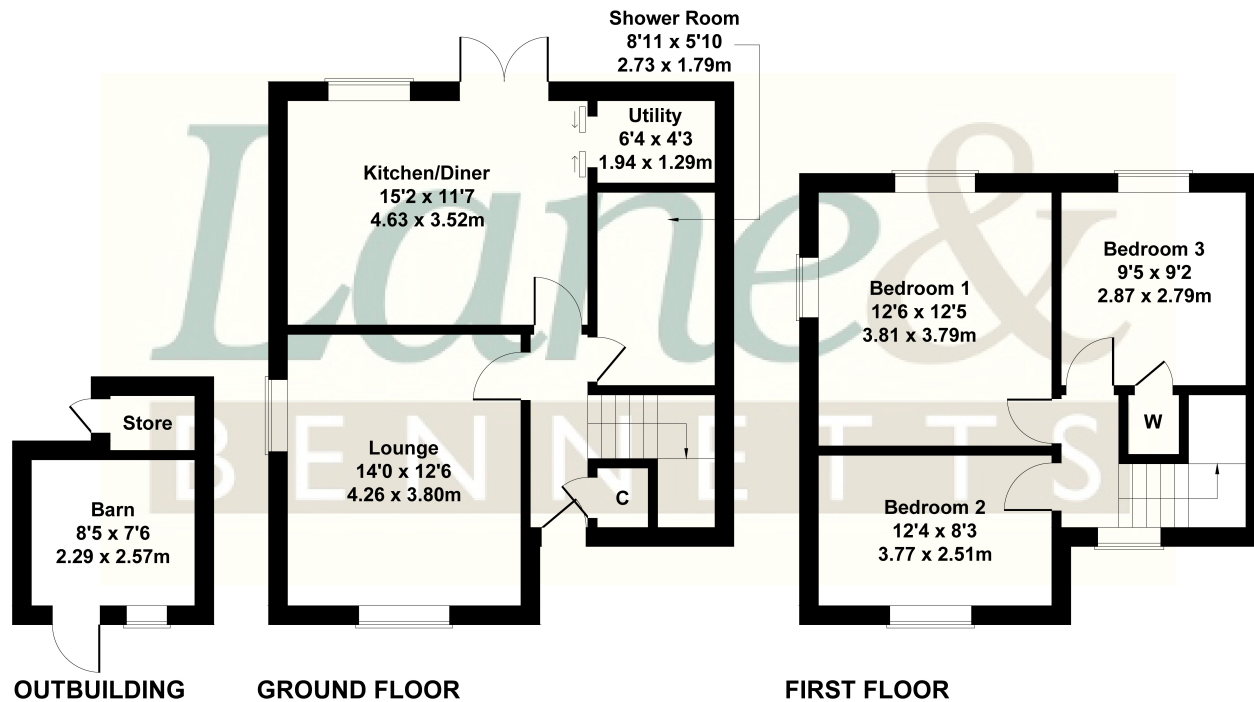 Shower Room
8'11 x 5'10
2.73 x 1.79m
Utility
6'4 x 4'3
1.94 x 1.29m
Kitchen/Diner
15'2 x 11'7
4.63 x 3.52m
Lounge
14'0 x 12'6
4.26 x 3.80m
C
Store
Barn
8'5 x 7'6
2.29 x 2.57m
Bedroom 1
12'6 x 12'5
3.81 x 3.79m
Bedroom 3
9'5 x 9'2
2.87 x 2.79m
W
Bedroom 2
12'4 x 8'3
3.77 x 2.51m
Lane &
BENNETTS
OUTBUILDING
GROUND FLOOR
FIRST FLOOR